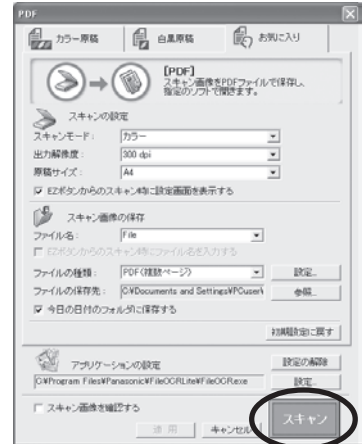 PDF
カラー原稿 白黒原稿 お気に入り
[PDF]
スキャン画像をPDFファイルで保存し、
指定のソフトで開きます。
スキャンの設定
スキャンモード： カラー
出力解像度： 300 dpi
原稿サイズ： A4
EZボタンからのスキャン時に設定画面を表示する
スキャン画像の保存
ファイル名： File
EZボタンからのスキャン時にファイル名を入力する
ファイルの種類： PDF（複数ページ） 設定...
ファイルの保存先： C:¥Documents and Settings¥PCuser¥ 参照...
今日の日付のフォルダに保存する
初期設定に戻す
アプリケーションの設定 設定の解除
C:¥Program Files¥Panasonic¥FileOCRLite¥FileOCR.exe 設定...
スキャン画像を確認する
適 用 キャンセル スキャン